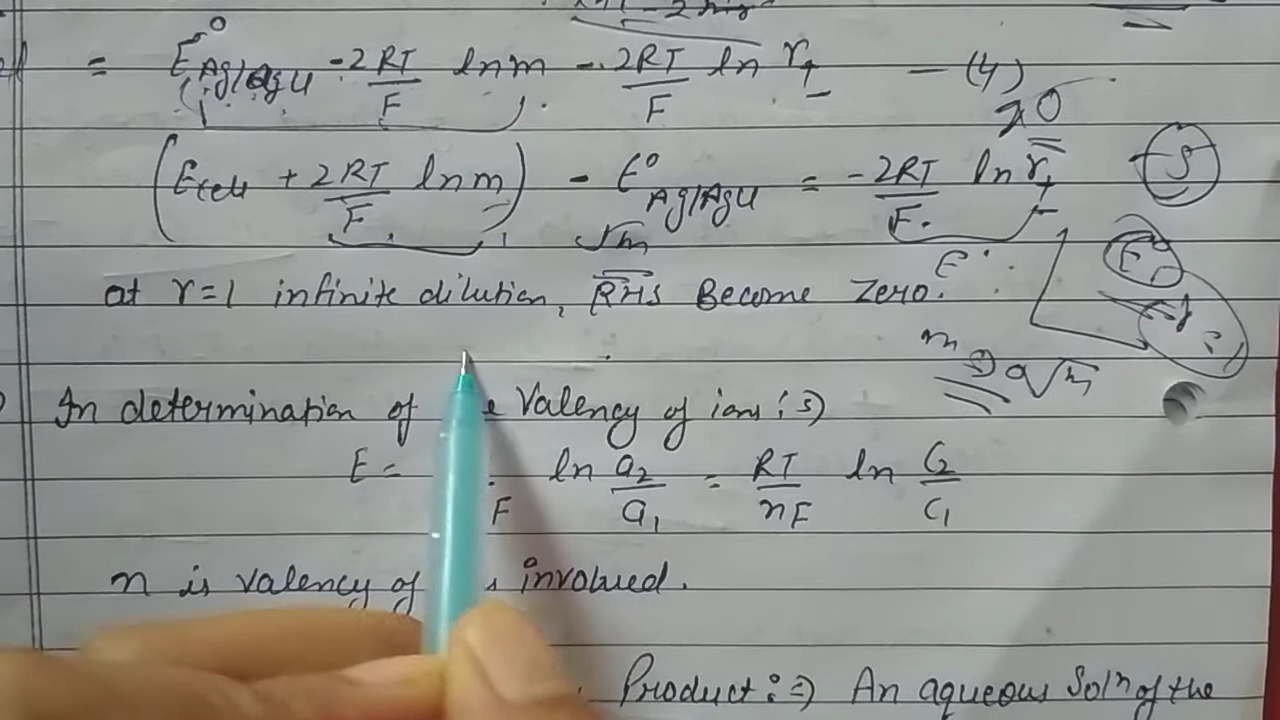 = E° Ag/AgCl - 2RT/F ln m - 2RT/F ln γ± — (4)
(Ecell + 2RT/F ln m) - E° Ag/AgCl = -2RT/F ln γ±
√m
at γ=1 infinite dilution, RHS Become Zero.
m → √m
In determination of Valency of ions :⇒
E = F ln a2/a1 = RT/nF ln C2/C1
n is valency of involved.
Product :⇒ An aqueous Solⁿ of the